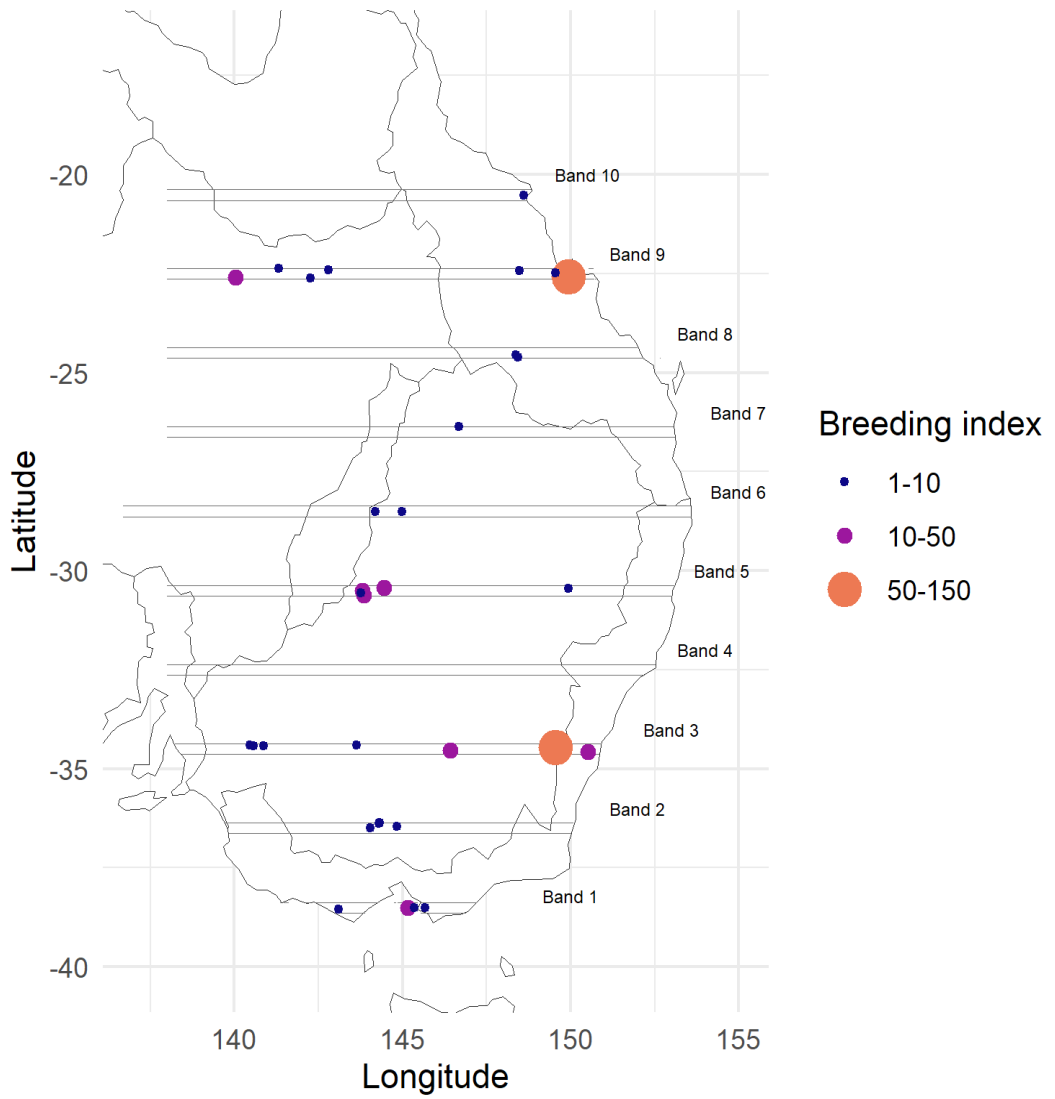 Band 10
-20
Band 9
Band 8
-25
Band 7
Band 6
-30
Band 5
Band 4
Band 3
-35
Band 2
Band 1
-40
140 145 150 155
Longitude
Latitude
Breeding index
1-10
10-50
50-150